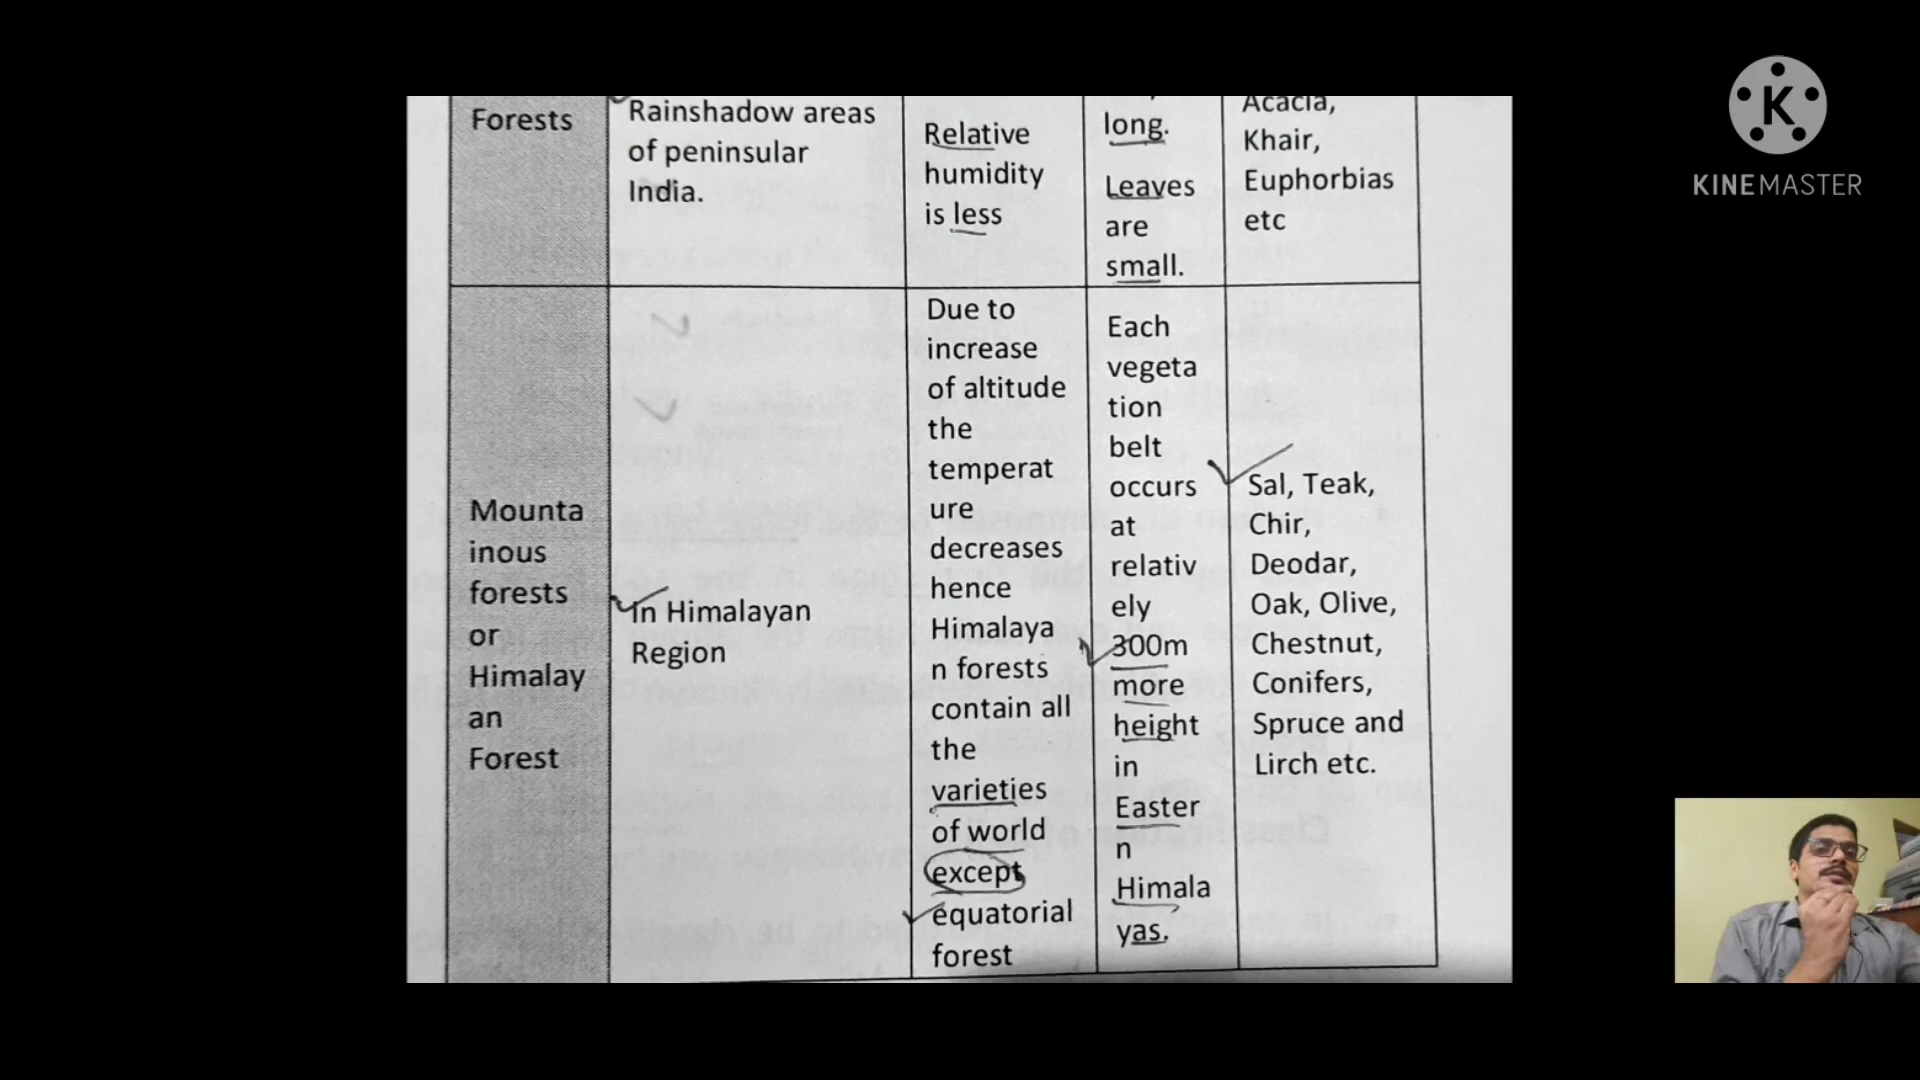 Forests
Rainshadow areas
of peninsular
India.
Relative
humidity
is less
long.
Leaves
are
small.
Acacia,
Khair,
Euphorbias
etc
Mounta
inous
forests
or
Himalay
an
Forest
In Himalayan
Region
Due to
increase
of altitude
the
temperat
ure
decreases
hence
Himalaya
n forests
contain all
the
varieties
of world
except
equatorial
forest
Each
vegeta
tion
belt
occurs
at
relativ
ely
300m
more
height
in
Easter
n
Himala
yas.
Sal, Teak,
Chir,
Deodar,
Oak, Olive,
Chestnut,
Conifers,
Spruce and
Lirch etc.
K
KINEMASTER